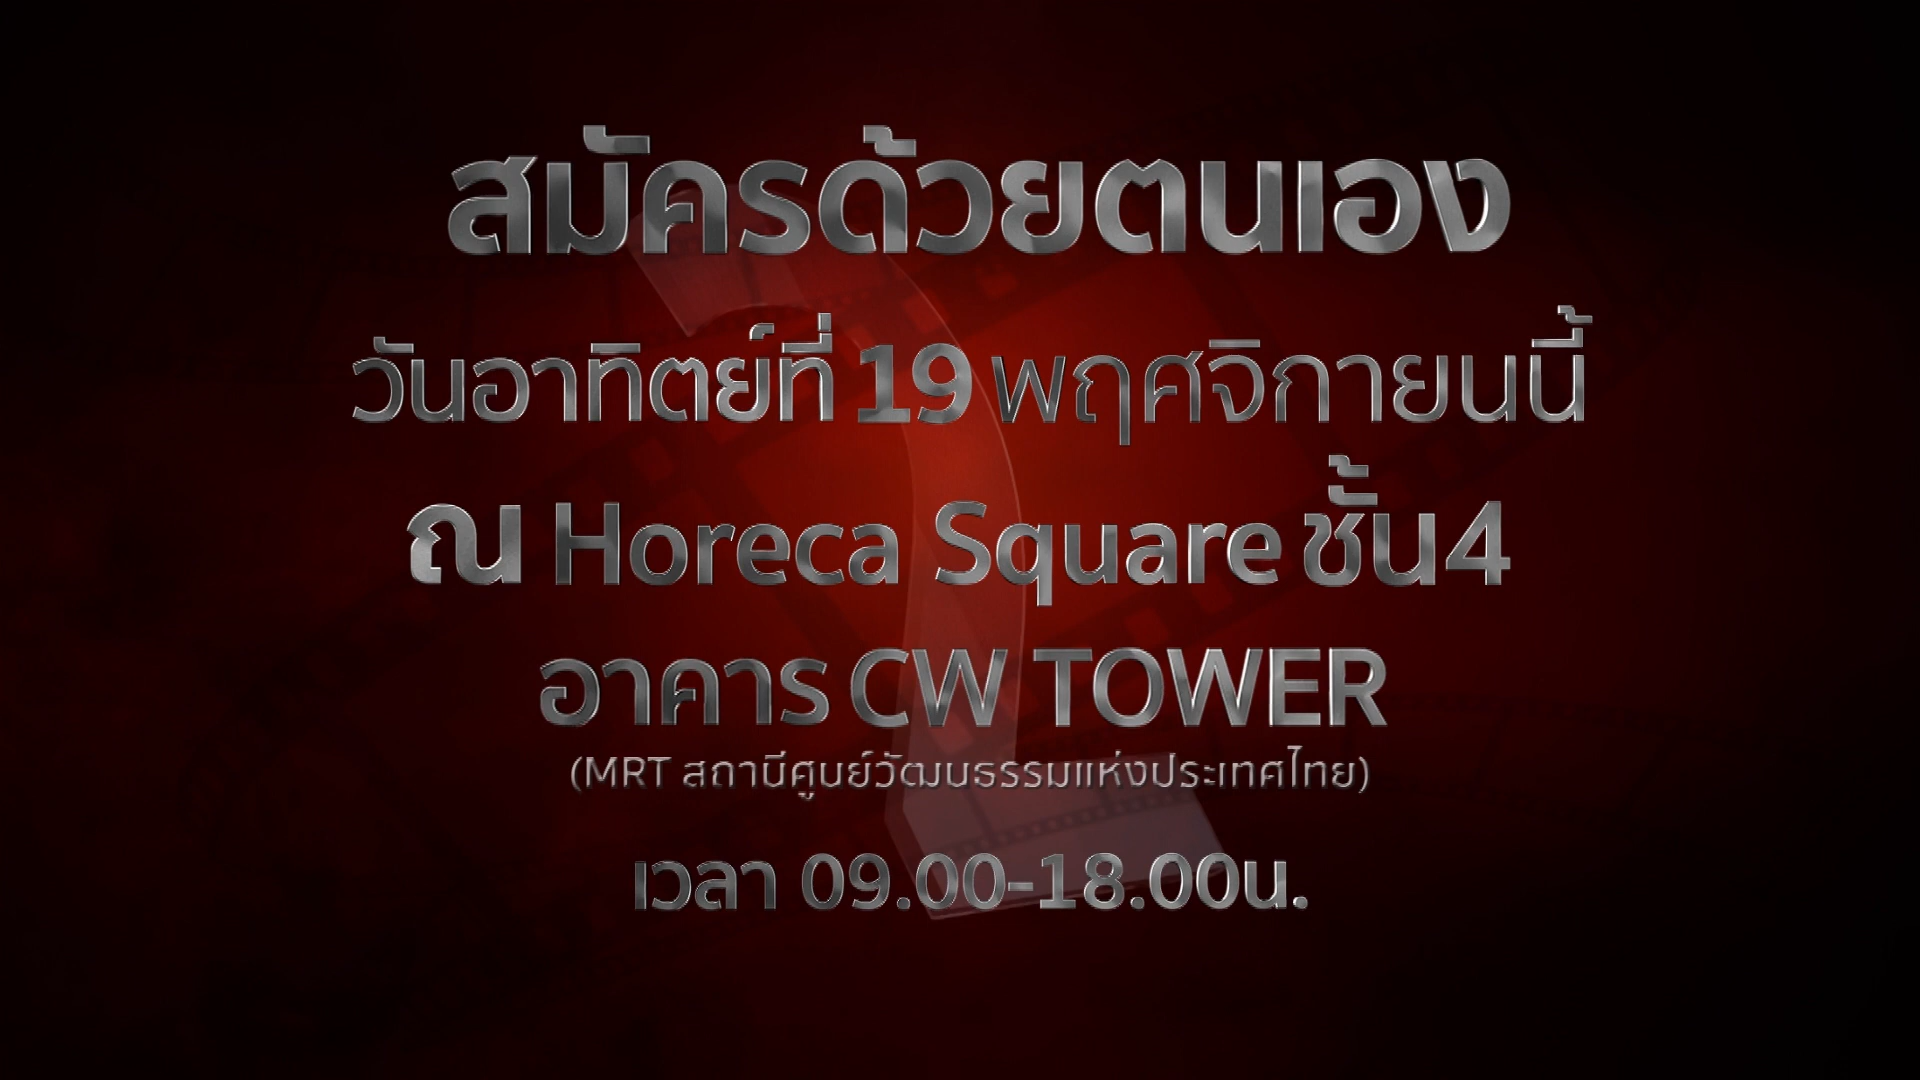 สมัครด้วยตนเอง
วันอาทิตย์ที่ 19 พฤศจิกายนนี้
ณ Horeca Square ชั้น 4
อาคาร CW TOWER
(MRT สถานีศูนย์วัฒนธรรมแห่งประเทศไทย)
เวลา 09.00-18.00น.